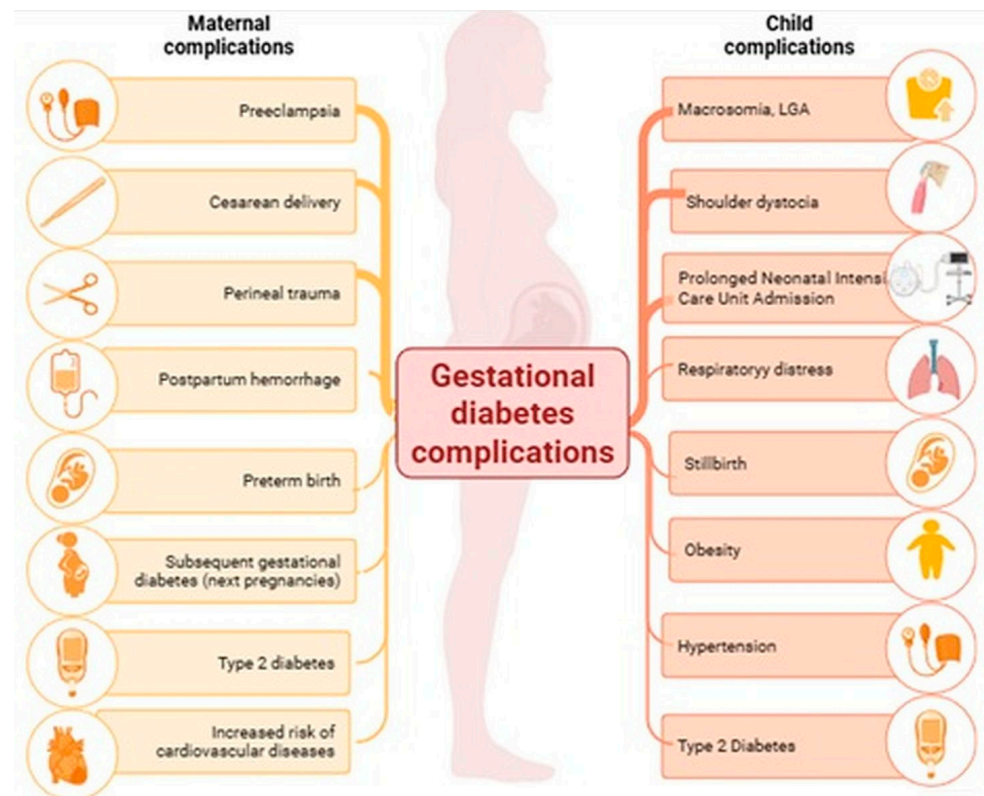 Maternal
complications
Preeclampsia
Cesarean delivery
Perineal trauma
Postpartum hemorrhage
Preterm birth
Subsequent gestational
diabetes (next pregnancies)
Type 2 diabetes
Increased risk of
cardiovascular diseases
Gestational
diabetes
complications
Child
complications
Macrosomia, LGA
Shoulder dystocia
Prolonged Neonatal Intensi
Care Unit Admission
Respiratoryy distress
Stillbirth
Obesity
Hypertension
Type 2 Diabetes